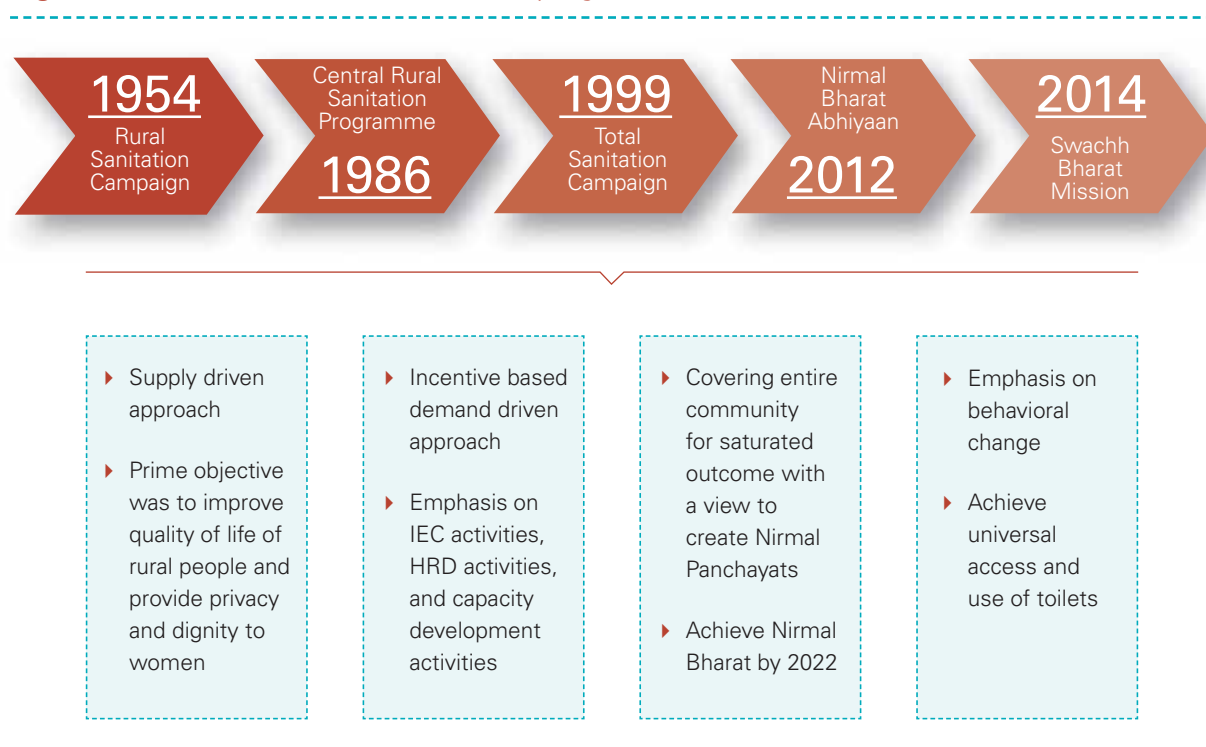 1954
Rural
Sanitation
Campaign
Central Rural
Sanitation
Programme
1986
1999
Total
Sanitation
Campaign
Nirmal
Bharat
Abhiyaan
2012
2014
Swachh
Bharat
Mission
Supply driven
approach
Prime objective
was to improve
quality of life of
rural people and
provide privacy
and dignity to
women
Incentive based
demand driven
approach
Emphasis on
IEC activities,
HRD activities,
and capacity
development
activities
Covering entire
community
for saturated
outcome with
a view to
create Nirmal
Panchayats
Achieve Nirmal
Bharat by 2022
Emphasis on
behavioral
change
Achieve
universal
access and
use of toilets